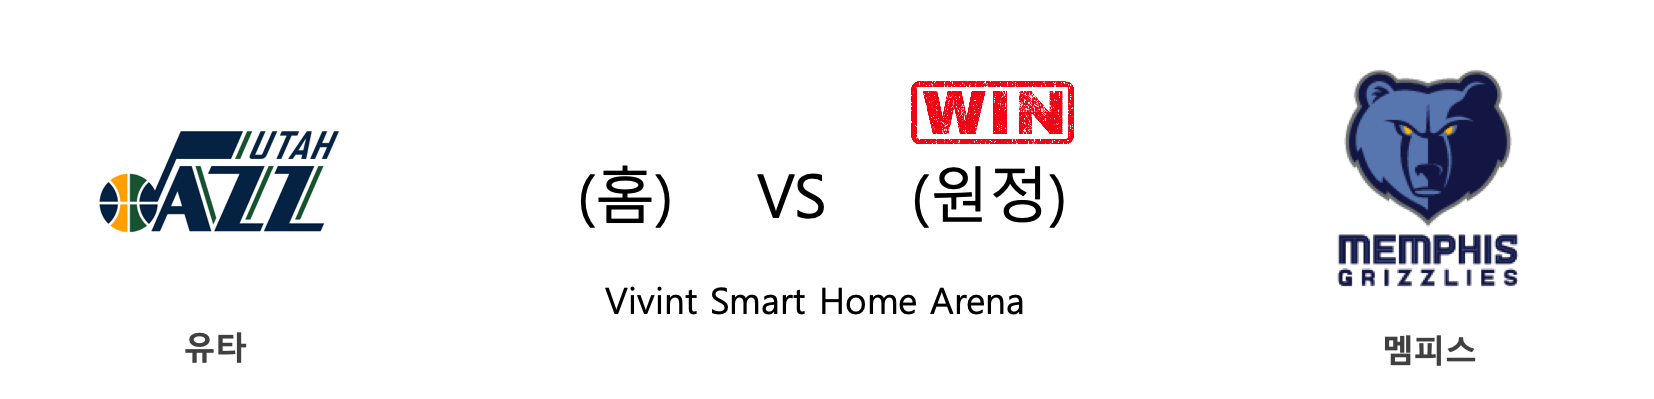 UTAH
JAZZ
WIN
(홈) VS (원정)
Vivint Smart Home Arena
MEMPHIS
GRIZZLIES
유타
멤피스